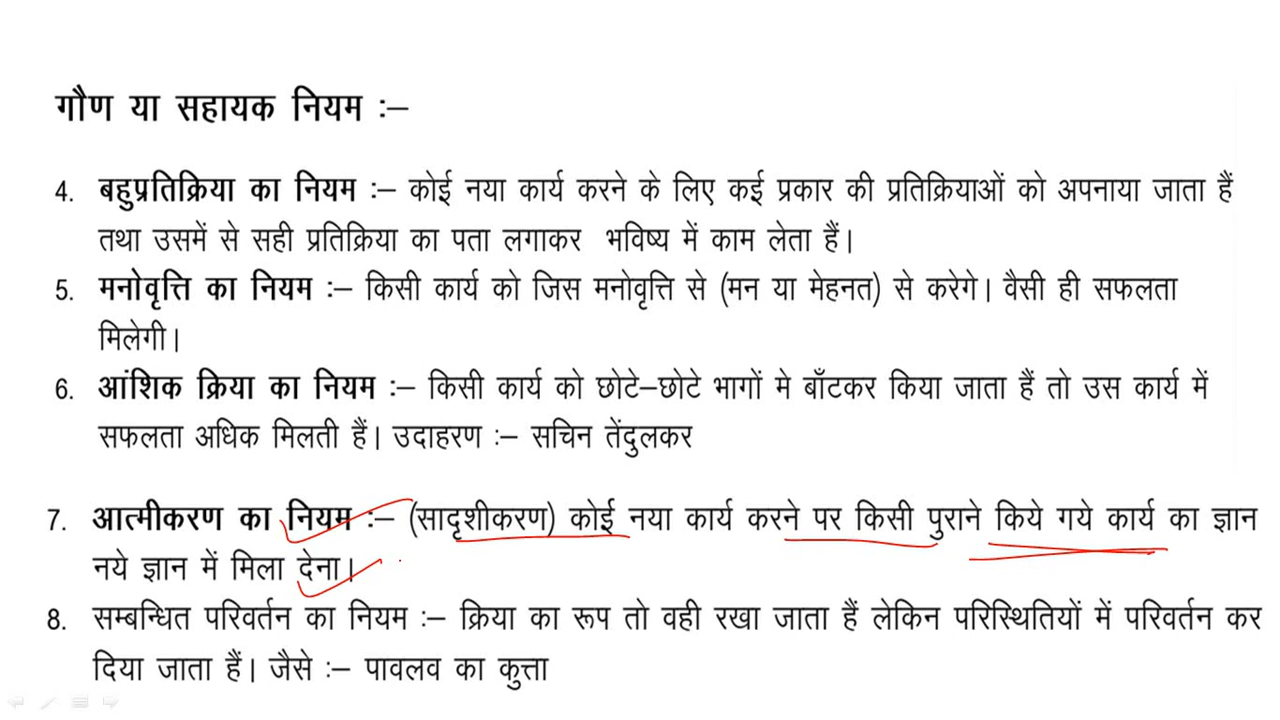 गौण या सहायक नियम :–
4. बहुप्रतिक्रिया का नियम :– कोई नया कार्य करने के लिए कई प्रकार की प्रतिक्रियाओं को अपनाया जाता हैं
तथा उसमें से सही प्रतिक्रिया का पता लगाकर भविष्य में काम लेता हैं।
5. मनोवृत्ति का नियम :– किसी कार्य को जिस मनोवृत्ति से (मन या मेहनत) से करेगे। वैसी ही सफलता
मिलेगी।
6. आंशिक क्रिया का नियम :– किसी कार्य को छोटे–छोटे भागों मे बाँटकर किया जाता हैं तो उस कार्य में
सफलता अधिक मिलती हैं। उदाहरण :– सचिन तेंदुलकर
7. आत्मीकरण का नियम :– (सादृशीकरण) कोई नया कार्य करने पर किसी पुराने किये गये कार्य का ज्ञान
नये ज्ञान में मिला देना।
8. सम्बन्धित परिवर्तन का नियम :– क्रिया का रूप तो वही रखा जाता हैं लेकिन परिस्थितियों में परिवर्तन कर
दिया जाता हैं। जैसे :– पावलव का कुत्ता